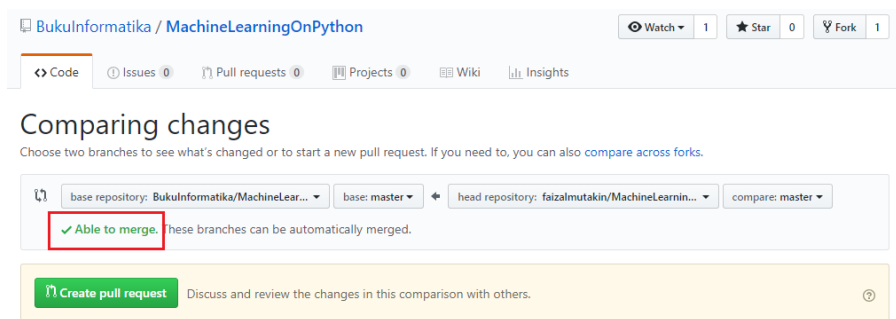 BukuInformatika / MachineLearningOnPython
Watch 1 Star 0 Fork 1
Code Issues 0 Pull requests 0 Projects 0 Wiki Insights
Comparing changes
Choose two branches to see what's changed or to start a new pull request. If you need to, you can also compare across forks.
base repository: BukuInformatika/MachineLear... base: master head repository: faizalmutakin/MachineLearnin... compare: master
Able to merge. These branches can be automatically merged.
Create pull request Discuss and review the changes in this comparison with others.